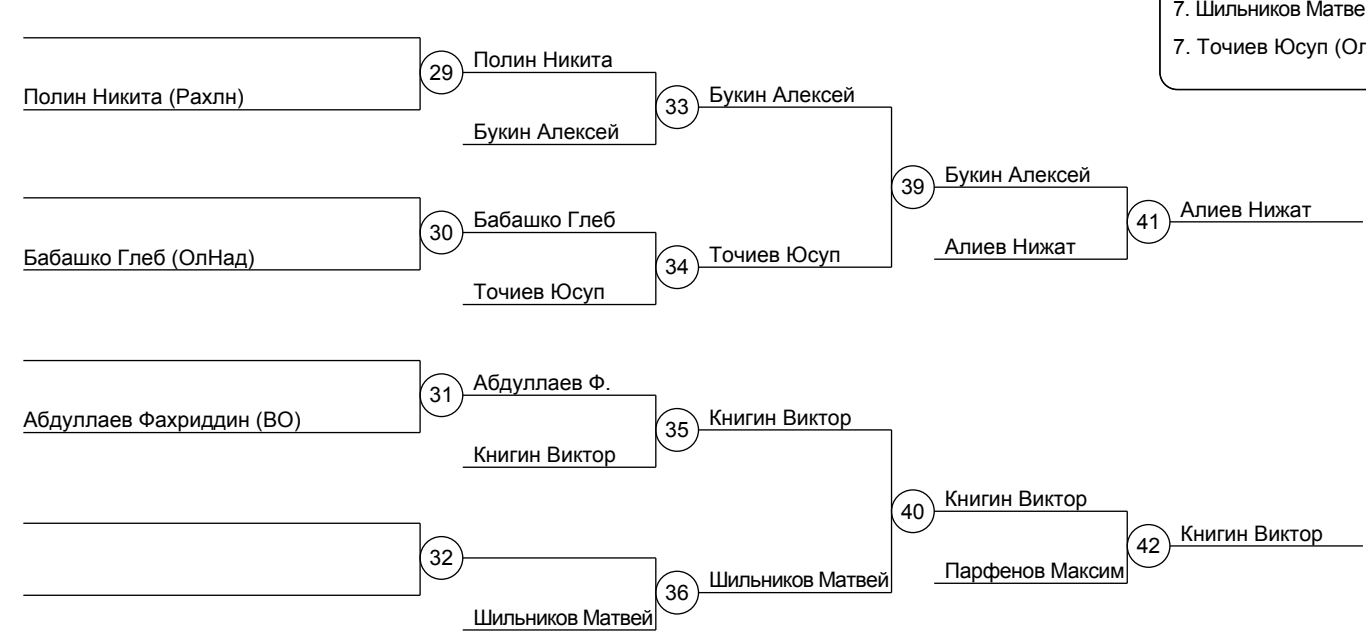 7. Шильников Матве
7. Точиев Юсуп (Ол
29
Полин Никита
Полин Никита (Рахлн)
33
Букин Алексей
Букин Алексей
39
Букин Алексей
30
Бабашко Глеб
41
Алиев Нижат
Бабашко Глеб (ОлНад)
34
Точиев Юсуп
Алиев Нижат
Точиев Юсуп
31
Абдуллаев Ф.
Абдуллаев Фахриддин (ВО)
35
Книгин Виктор
Книгин Виктор
40
Книгин Виктор
32
42
Книгин Виктор
36
Шильников Матвей
Парфенов Максим
Шильников Матвей